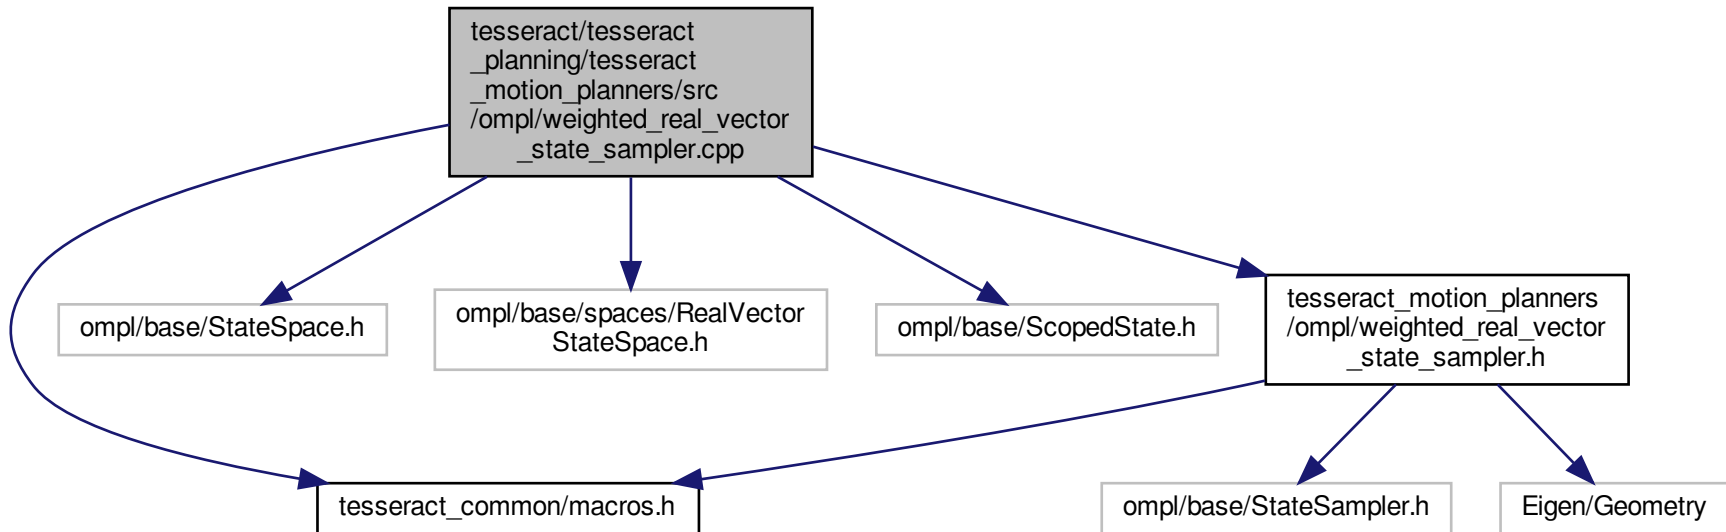 tesseract/tesseract
_planning/tesseract
_motion_planners/src
/ompl/weighted_real_vector
_state_sampler.cpp
ompl/base/StateSpace.h
ompl/base/spaces/RealVector
StateSpace.h
ompl/base/ScopedState.h
tesseract_motion_planners
/ompl/weighted_real_vector
_state_sampler.h
tesseract_common/macros.h
ompl/base/StateSampler.h
Eigen/Geometry